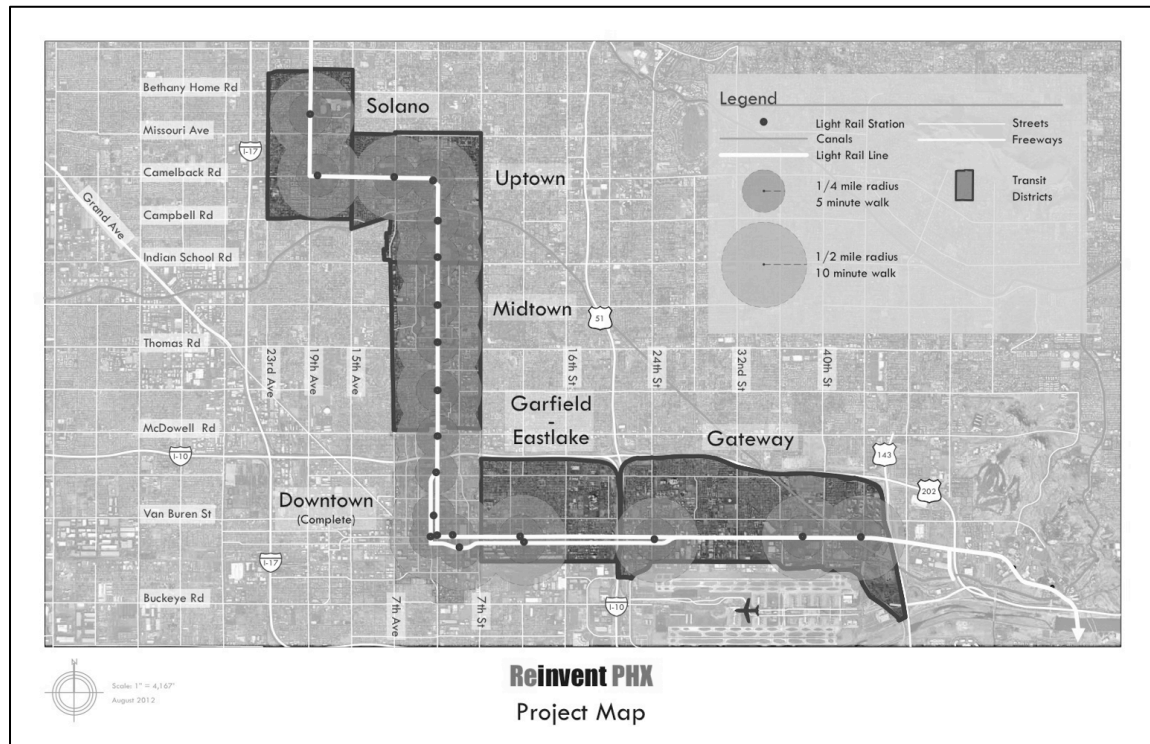 Bethany Home Rd
Missouri Ave
Camelback Rd
Campbell Rd
Indian School Rd
Thomas Rd
McDowell Rd
Van Buren St
Buckeye Rd
Grand Ave
I-17
Solano
Uptown
Midtown
23rd Ave
19th Ave
15th Ave
16th St
24th St
32nd St
40th St
51
Garfield
-
Eastlake
Gateway
143
202
I-10
Downtown
(Complete)
I-17
7th Ave
7th St
I-10
Legend
Light Rail Station
Canals
Light Rail Line
Streets
Freeways
1/4 mile radius
5 minute walk
Transit
Districts
1/2 mile radius
10 minute walk
N
Scale: 1" = 4,167'
August 2012
Reinvent PHX
Project Map